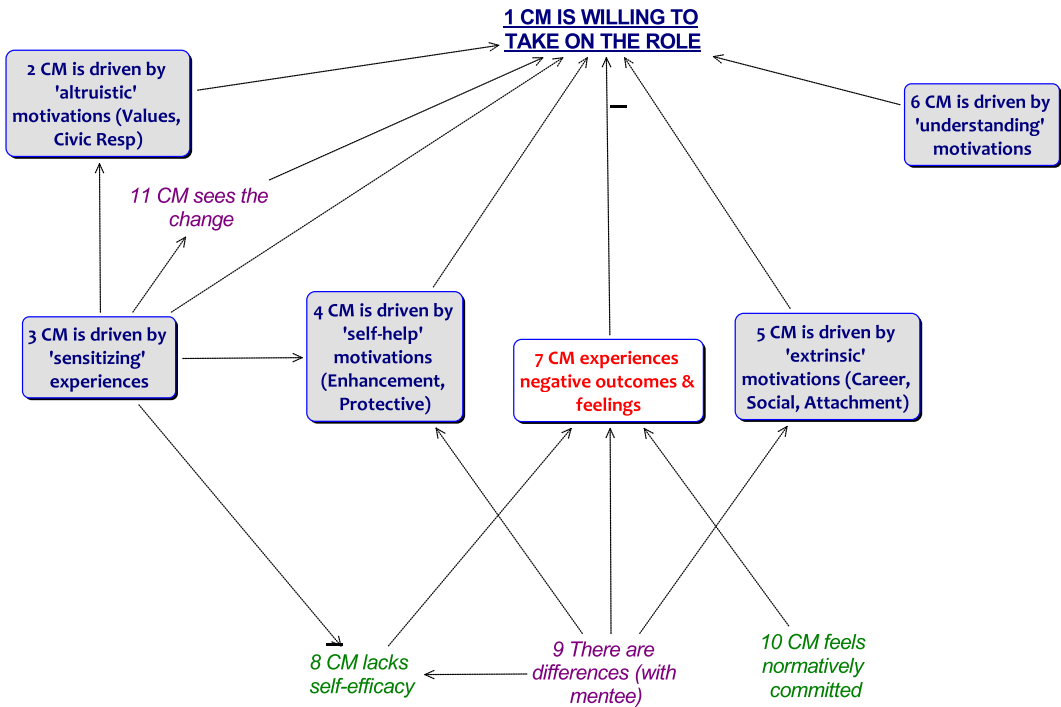 1 CM IS WILLING TO
TAKE ON THE ROLE
2 CM is driven by
'altruistic'
motivations (Values,
Civic Resp)
6 CM is driven by
'understanding'
motivations
11 CM sees the
change
3 CM is driven by
'sensitizing'
experiences
4 CM is driven by
'self-help'
motivations
(Enhancement,
Protective)
7 CM experiences
negative outcomes &
feelings
5 CM is driven by
'extrinsic'
motivations (Career,
Social, Attachment)
8 CM lacks
self-efficacy
9 There are
differences (with
mentee)
10 CM feels
normatively
committed